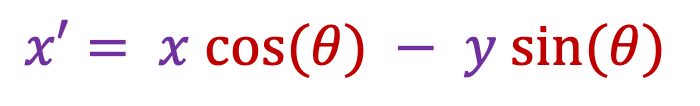 x′ = x cos(θ) − y sin(θ)